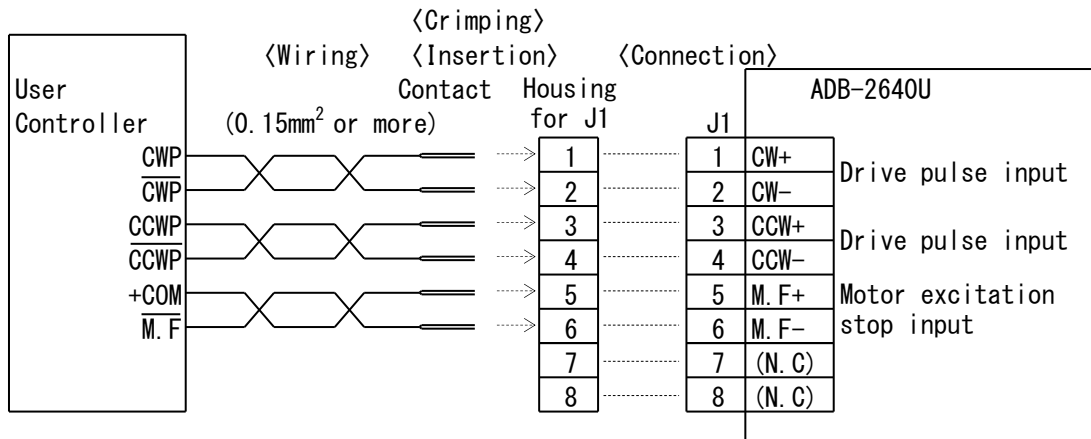 〈Crimping〉
〈Wiring〉 〈Insertion〉 〈Connection〉
User Contact Housing ADB-2640U
Controller (0.15mm² or more) for J1 J1
CWP 1 1 CW+ Drive pulse input
C̅W̅P̅ 2 2 CW-
CCWP 3 3 CCW+ Drive pulse input
C̅C̅W̅P̅ 4 4 CCW-
+COM 5 5 M.F+ Motor excitation
M̅.̅F̅ 6 6 M.F- stop input
7 7 (N.C)
8 8 (N.C)